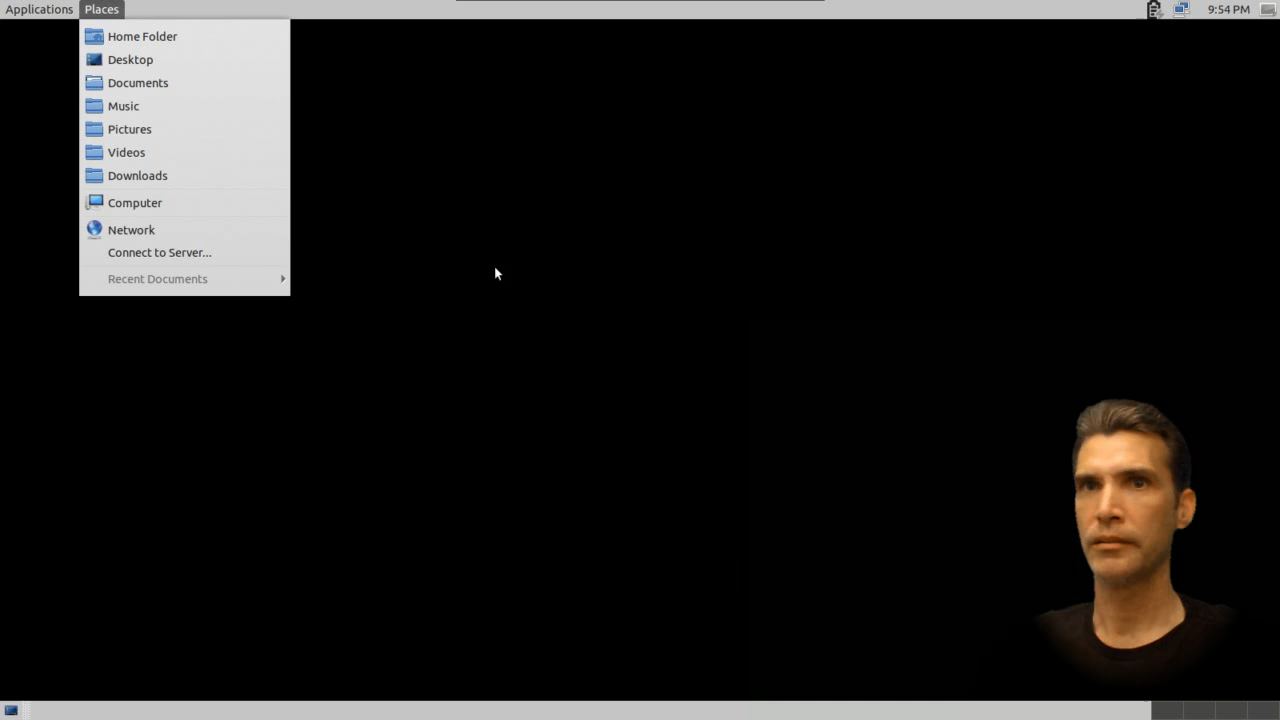 Applications Places
9:54 PM
Home Folder
Desktop
Documents
Music
Pictures
Videos
Downloads
Computer
Network
Connect to Server...
Recent Documents